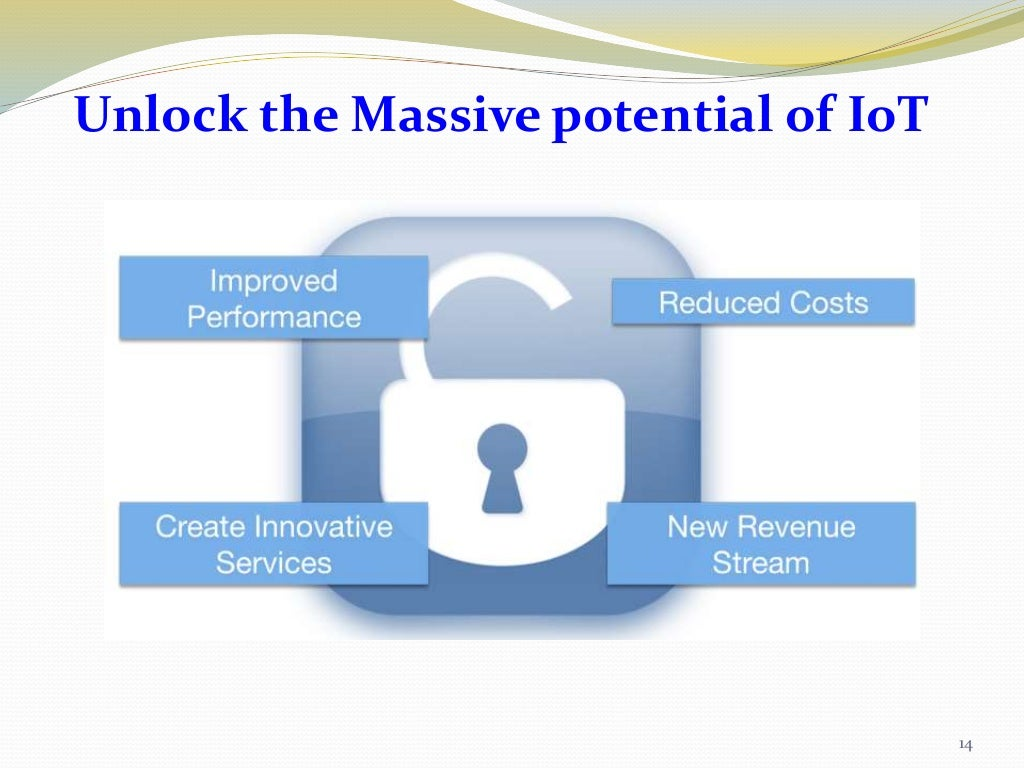 Unlock the Massive potential of IoT
Improved
Performance
Reduced Costs
Create Innovative
Services
New Revenue
Stream
14